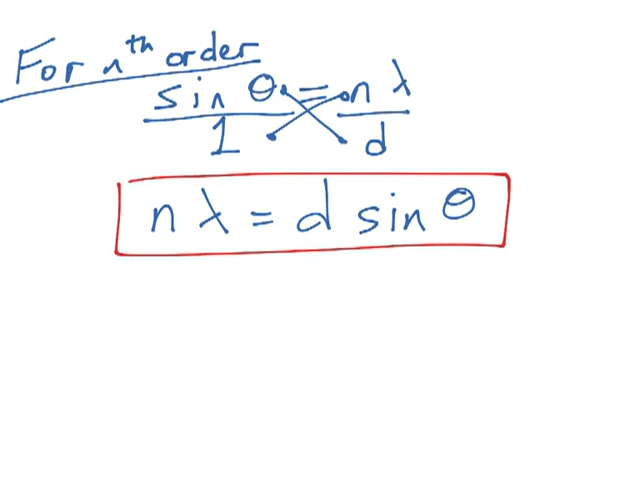 For nth order
sin θ = nλ
1 d
nλ = d sin θ